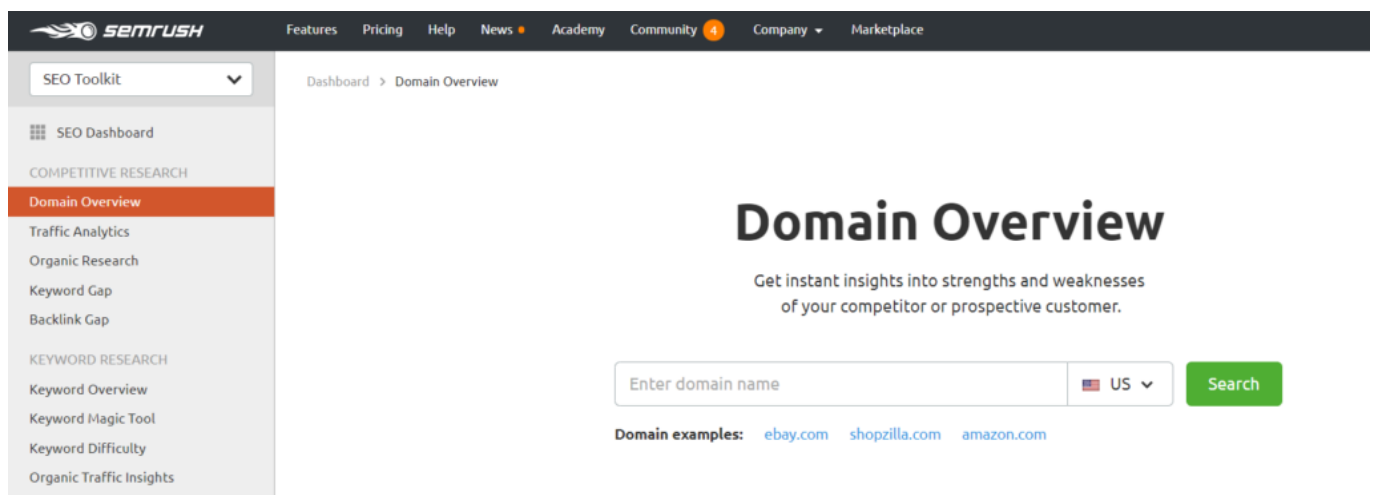 semrush
Features Pricing Help News Academy Community 4 Company Marketplace
SEO Toolkit
Dashboard > Domain Overview
SEO Dashboard
COMPETITIVE RESEARCH
Domain Overview
Traffic Analytics
Organic Research
Keyword Gap
Backlink Gap
KEYWORD RESEARCH
Keyword Overview
Keyword Magic Tool
Keyword Difficulty
Organic Traffic Insights
Domain Overview
Get instant insights into strengths and weaknesses
of your competitor or prospective customer.
Enter domain name US Search
Domain examples: ebay.com shopzilla.com amazon.com